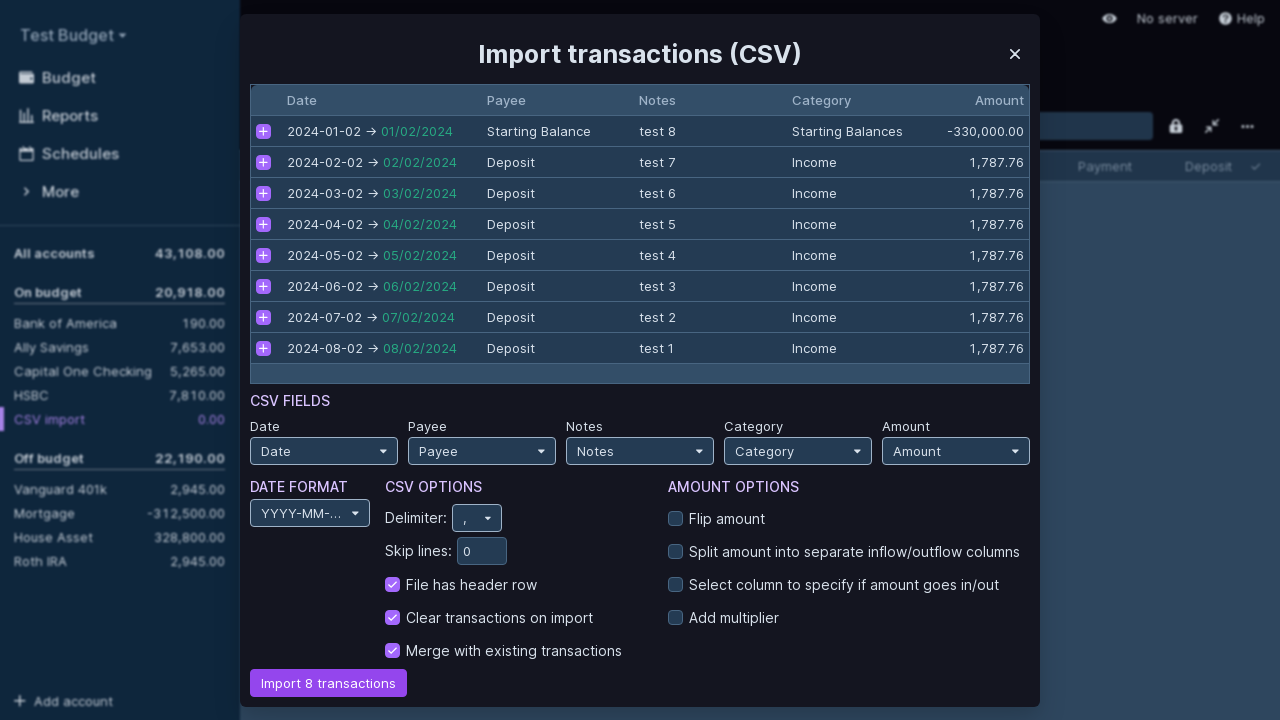 Test Budget
Budget
Reports
Schedules
More
All accounts 43,108.00
On budget 20,918.00
Bank of America 190.00
Ally Savings 7,653.00
Capital One Checking 5,265.00
HSBC 7,810.00
CSV import 0.00
Off budget 22,190.00
Vanguard 401k 2,945.00
Mortgage -312,500.00
House Asset 328,800.00
Roth IRA 2,945.00
Add account
No server Help
Payment Deposit
Import transactions (CSV)
Date Payee Notes Category Amount
2024-01-02 → 01/02/2024 Starting Balance test 8 Starting Balances -330,000.00
2024-02-02 → 02/02/2024 Deposit test 7 Income 1,787.76
2024-03-02 → 03/02/2024 Deposit test 6 Income 1,787.76
2024-04-02 → 04/02/2024 Deposit test 5 Income 1,787.76
2024-05-02 → 05/02/2024 Deposit test 4 Income 1,787.76
2024-06-02 → 06/02/2024 Deposit test 3 Income 1,787.76
2024-07-02 → 07/02/2024 Deposit test 2 Income 1,787.76
2024-08-02 → 08/02/2024 Deposit test 1 Income 1,787.76
CSV FIELDS
Date Payee Notes Category Amount
Date Payee Notes Category Amount
DATE FORMAT
YYYY-MM-...
CSV OPTIONS
Delimiter: ,
Skip lines: 0
File has header row
Clear transactions on import
Merge with existing transactions
AMOUNT OPTIONS
Flip amount
Split amount into separate inflow/outflow columns
Select column to specify if amount goes in/out
Add multiplier
Import 8 transactions